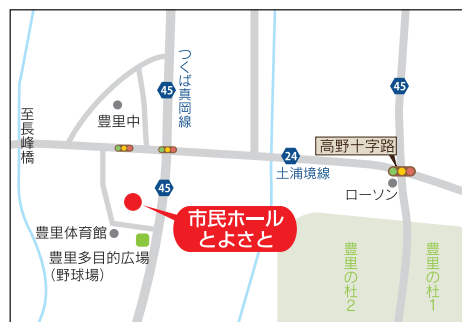 つくば真岡線
45
45
至長峰橋
豊里中
高野十字路
24
土浦境線
ローソン
45
市民ホール
とよさと
豊里体育館
豊里多目的広場
(野球場)
豊里の杜2
豊里の杜1